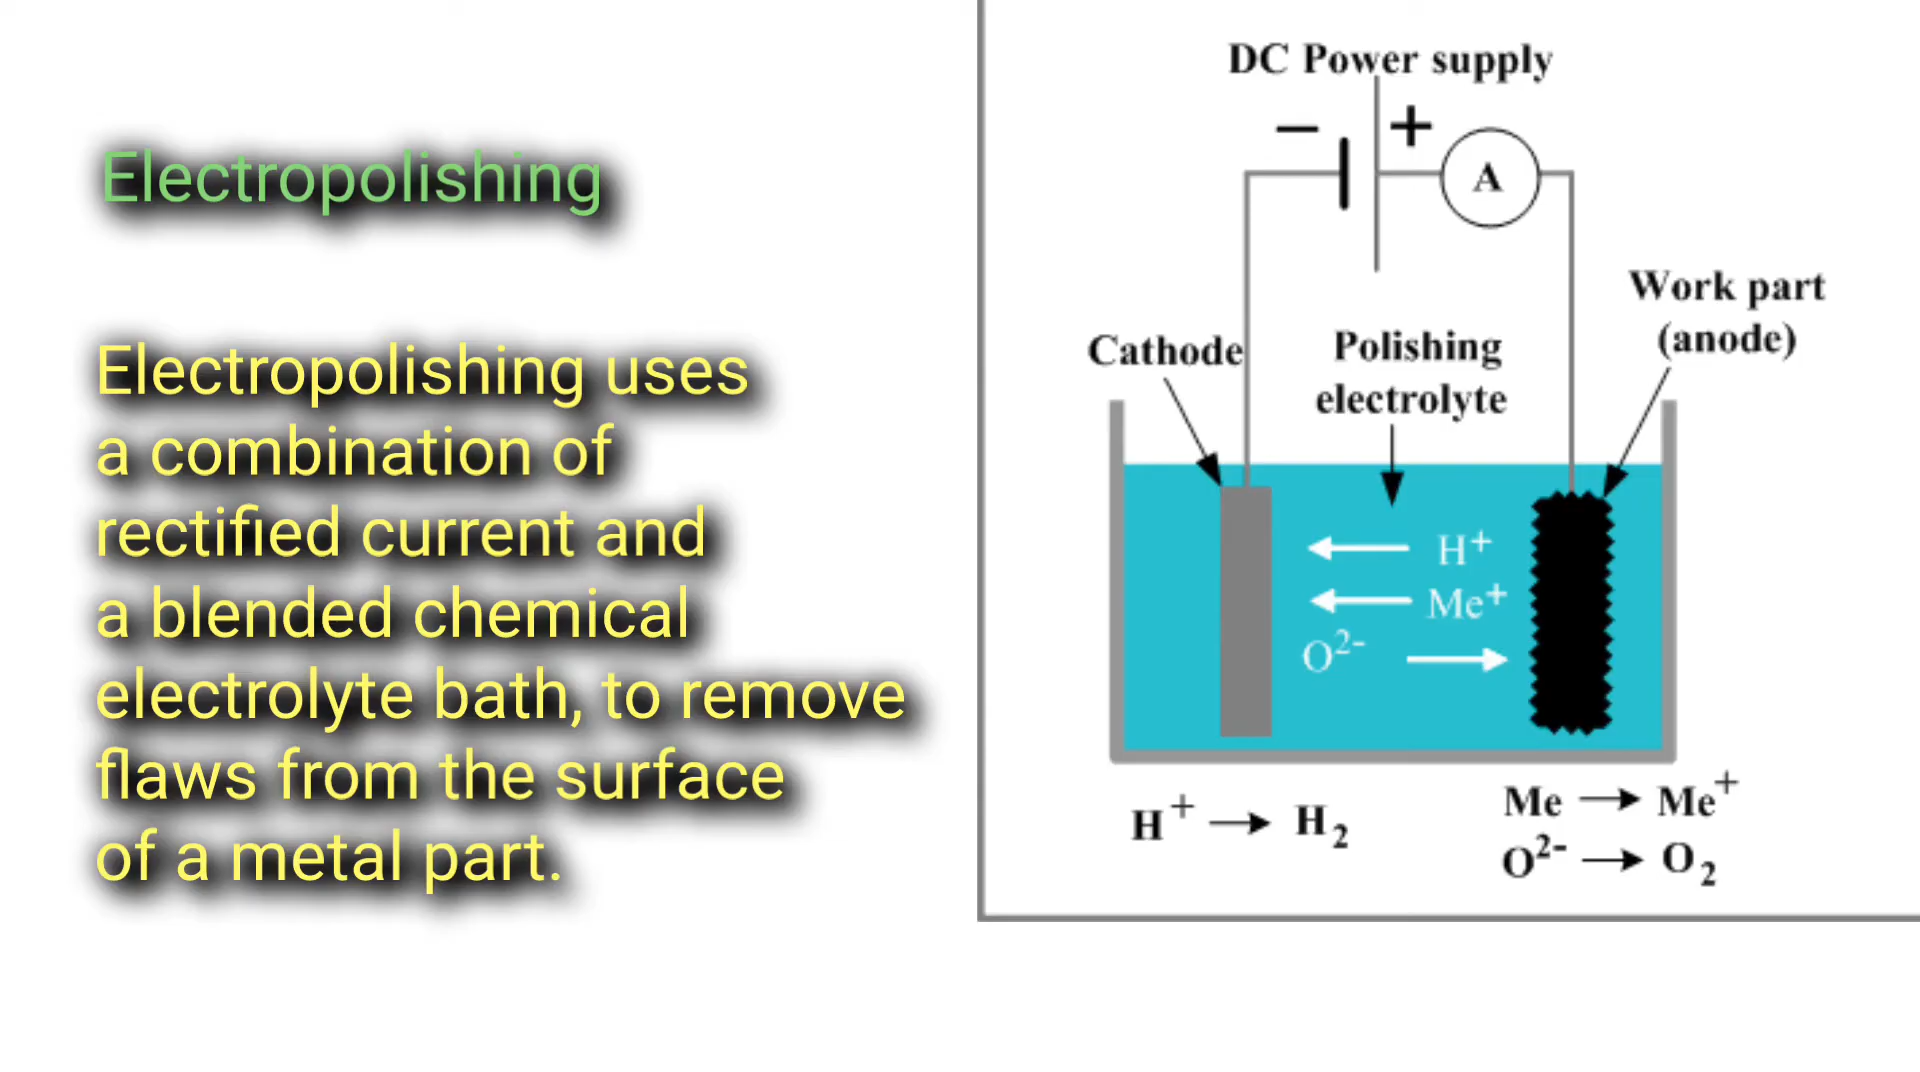 Electropolishing
Electropolishing uses
a combination of
rectified current and
a blended chemical
electrolyte bath, to remove
flaws from the surface
of a metal part.
DC Power supply
− +
A
Work part
(anode)
Cathode
Polishing
electrolyte
H⁺
Me⁺
O²⁻
H⁺ → H₂
Me → Me⁺
O²⁻ → O₂